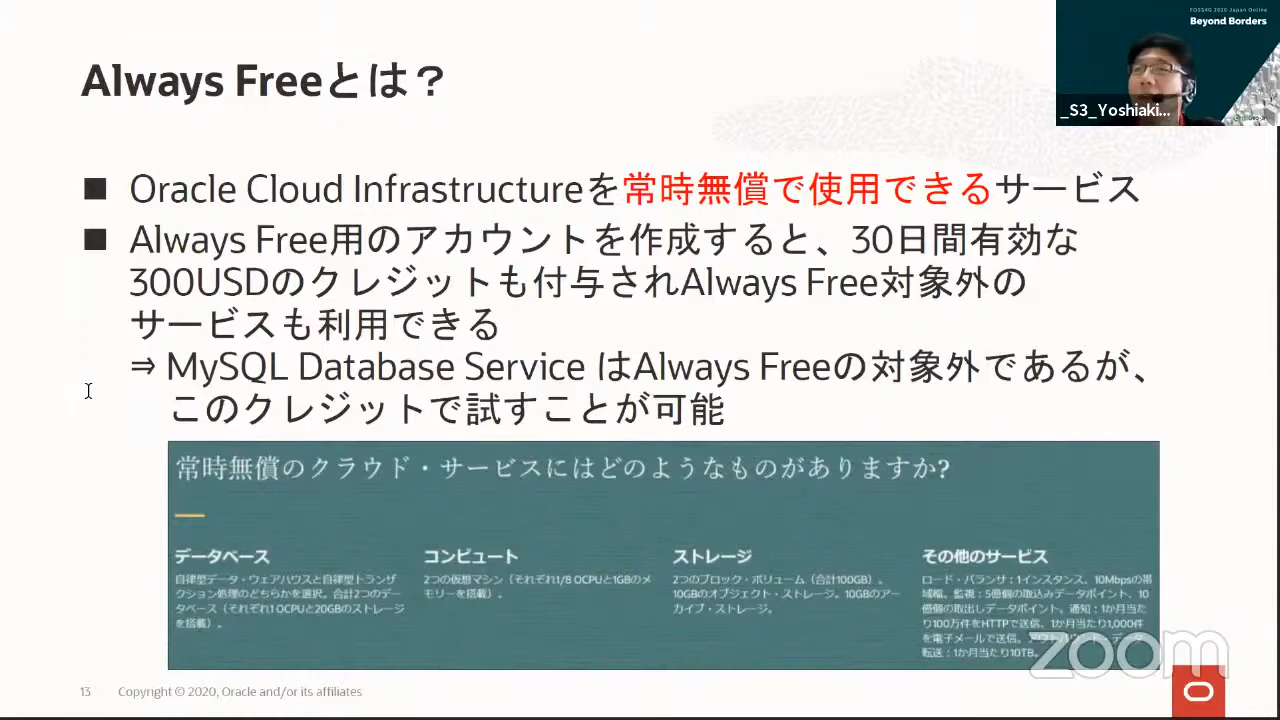 FOSS4G 2020 Japan Online
Beyond Borders
_S3_Yoshiaki...
Always Freeとは？
■ Oracle Cloud Infrastructureを常時無償で使用できるサービス
■ Always Free用のアカウントを作成すると、30日間有効な
300USDのクレジットも付与されAlways Free対象外の
サービスも利用できる
⇒ MySQL Database Service はAlways Freeの対象外であるが、
このクレジットで試すことが可能
常時無償のクラウド・サービスにはどのようなものがありますか?
データベース
自律型データ・ウェアハウスと自律型トランザ
クション処理のどちらかを選択。合計2つのデー
タベース（それぞれ1 OCPUと20GBのストレージ
を搭載）。
コンピュート
2つの仮想マシン（それぞれ1/8 OCPUと1GBのメ
モリーを搭載）。
ストレージ
2つのブロック・ボリューム（合計100GB）。
10GBのオブジェクト・ストレージ。10GBのアー
カイブ・ストレージ。
その他のサービス
ロード・バランサ：1インスタンス、10Mbpsの帯
域幅。監視：5億個の取込みデータポイント、10
億個の取出しデータポイント。通知：1か月当た
り100万件をHTTPで送信、1か月当たり1,000件
を電子メールで送信。アウトバウンド・データ
転送：1か月当たり10TB。
zoom
13 Copyright © 2020, Oracle and/or its affiliates